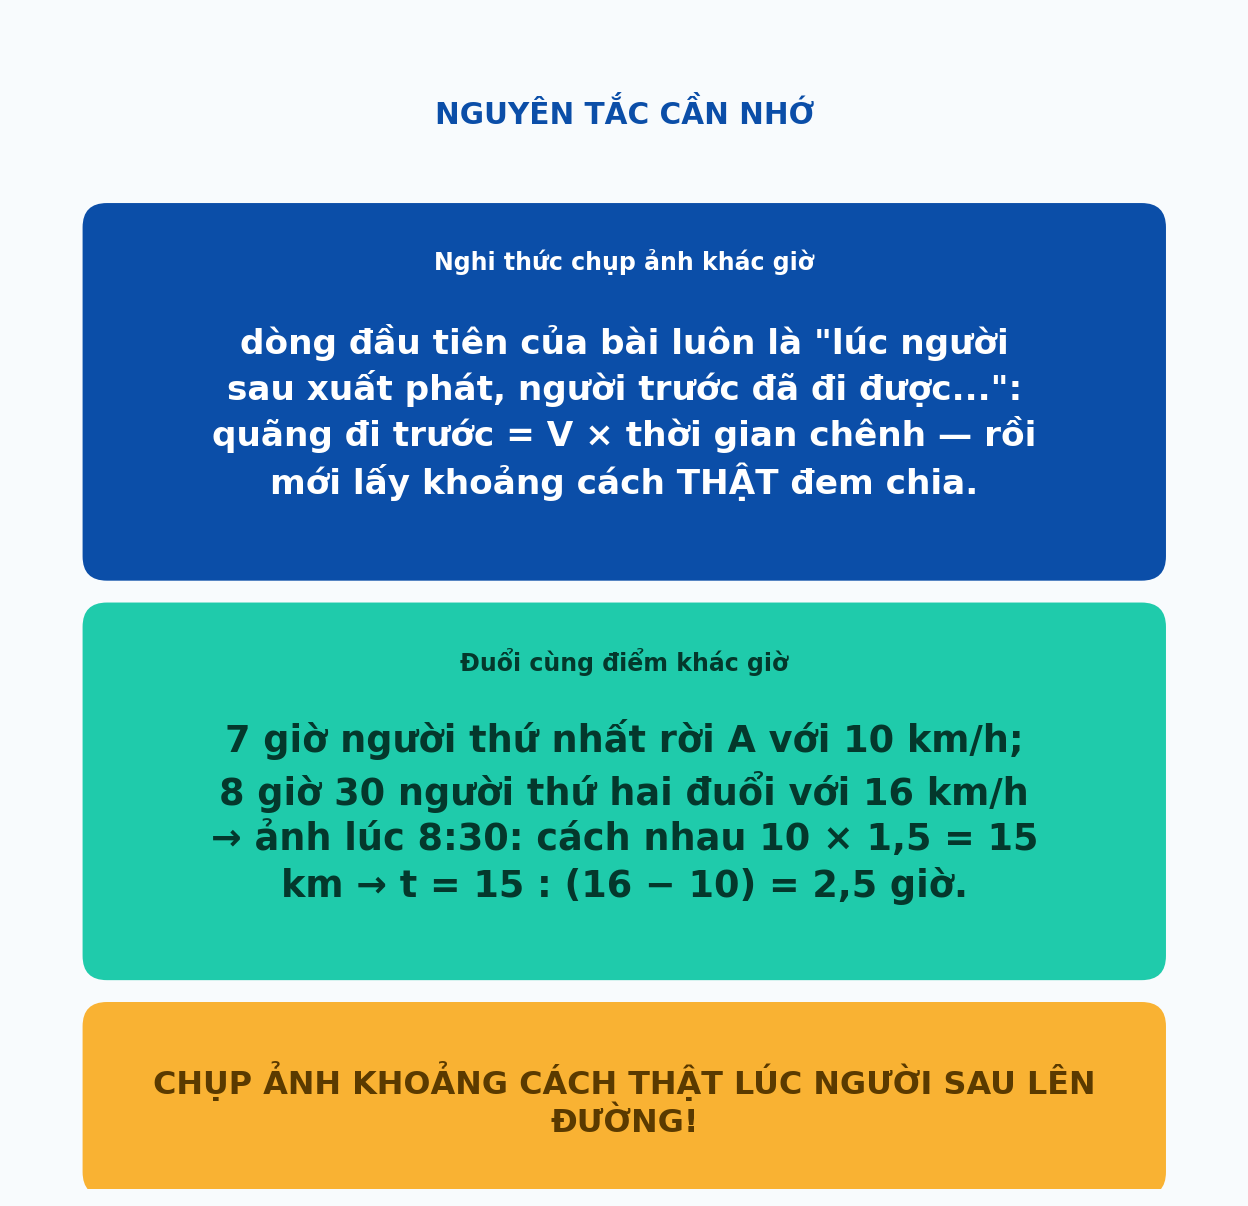 NGUYÊN TẮC CẦN NHỚ
Nghi thức chụp ảnh khác giờ
dòng đầu tiên của bài luôn là "lúc người
sau xuất phát, người trước đã đi được...":
quãng đi trước = V × thời gian chênh — rồi
mới lấy khoảng cách THẬT đem chia.
Đuổi cùng điểm khác giờ
7 giờ người thứ nhất rời A với 10 km/h;
8 giờ 30 người thứ hai đuổi với 16 km/h
→ ảnh lúc 8:30: cách nhau 10 × 1,5 = 15
km → t = 15 : (16 − 10) = 2,5 giờ.
CHỤP ẢNH KHOẢNG CÁCH THẬT LÚC NGƯỜI SAU LÊN
ĐƯỜNG!